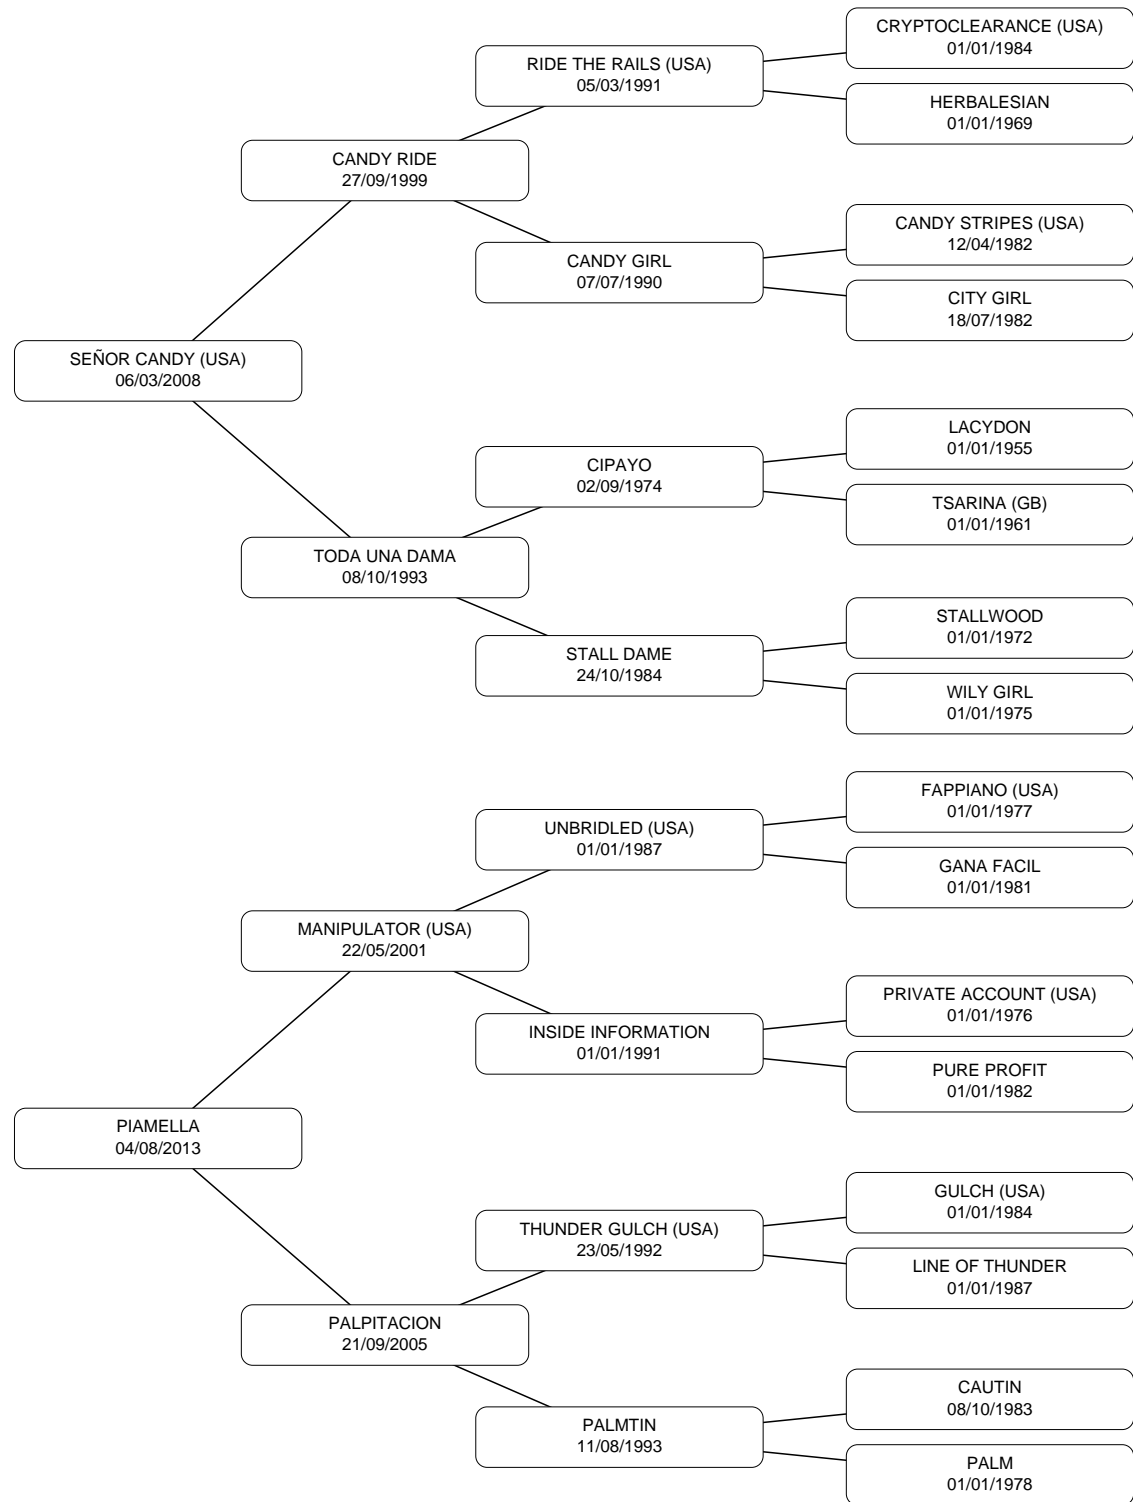 CRYPTOCLEARANCE (USA)
01/01/1984
RIDE THE RAILS (USA)
05/03/1991
HERBALESIAN
01/01/1969
CANDY RIDE
27/09/1999
CANDY STRIPES (USA)
12/04/1982
CANDY GIRL
07/07/1990
CITY GIRL
18/07/1982
SEÑOR CANDY (USA)
06/03/2008
LACYDON
01/01/1955
CIPAYO
02/09/1974
TSARINA (GB)
01/01/1961
TODA UNA DAMA
08/10/1993
STALLWOOD
01/01/1972
STALL DAME
24/10/1984
WILY GIRL
01/01/1975
FAPPIANO (USA)
01/01/1977
UNBRIDLED (USA)
01/01/1987
GANA FACIL
01/01/1981
MANIPULATOR (USA)
22/05/2001
PRIVATE ACCOUNT (USA)
01/01/1976
INSIDE INFORMATION
01/01/1991
PURE PROFIT
01/01/1982
PIAMELLA
04/08/2013
GULCH (USA)
01/01/1984
THUNDER GULCH (USA)
23/05/1992
LINE OF THUNDER
01/01/1987
PALPITACION
21/09/2005
CAUTIN
08/10/1983
PALMTIN
11/08/1993
PALM
01/01/1978